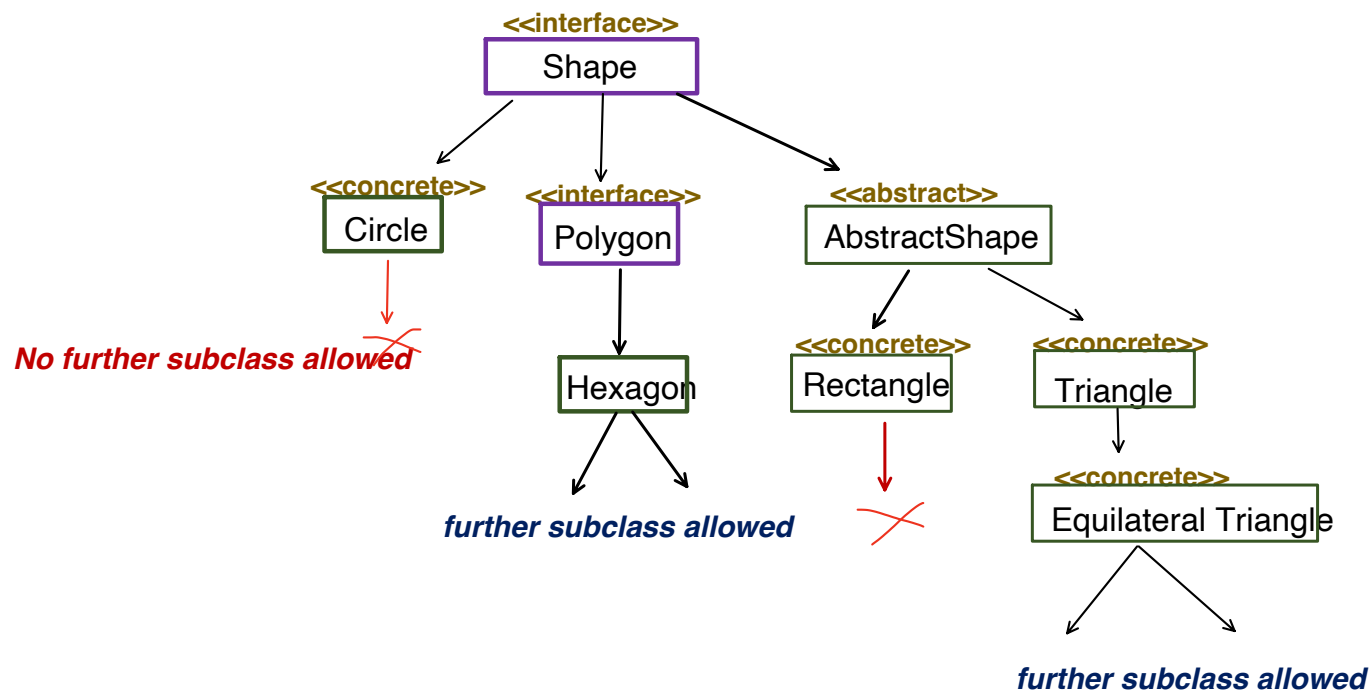 <<interface>>
Shape
<<concrete>>
<<interface>>
<<abstract>>
Circle
Polygon
AbstractShape
No further subclass allowed
<<concrete>>
<<concrete>>
Hexagon
Rectangle
Triangle
<<concrete>>
further subclass allowed
Equilateral Triangle
further subclass allowed